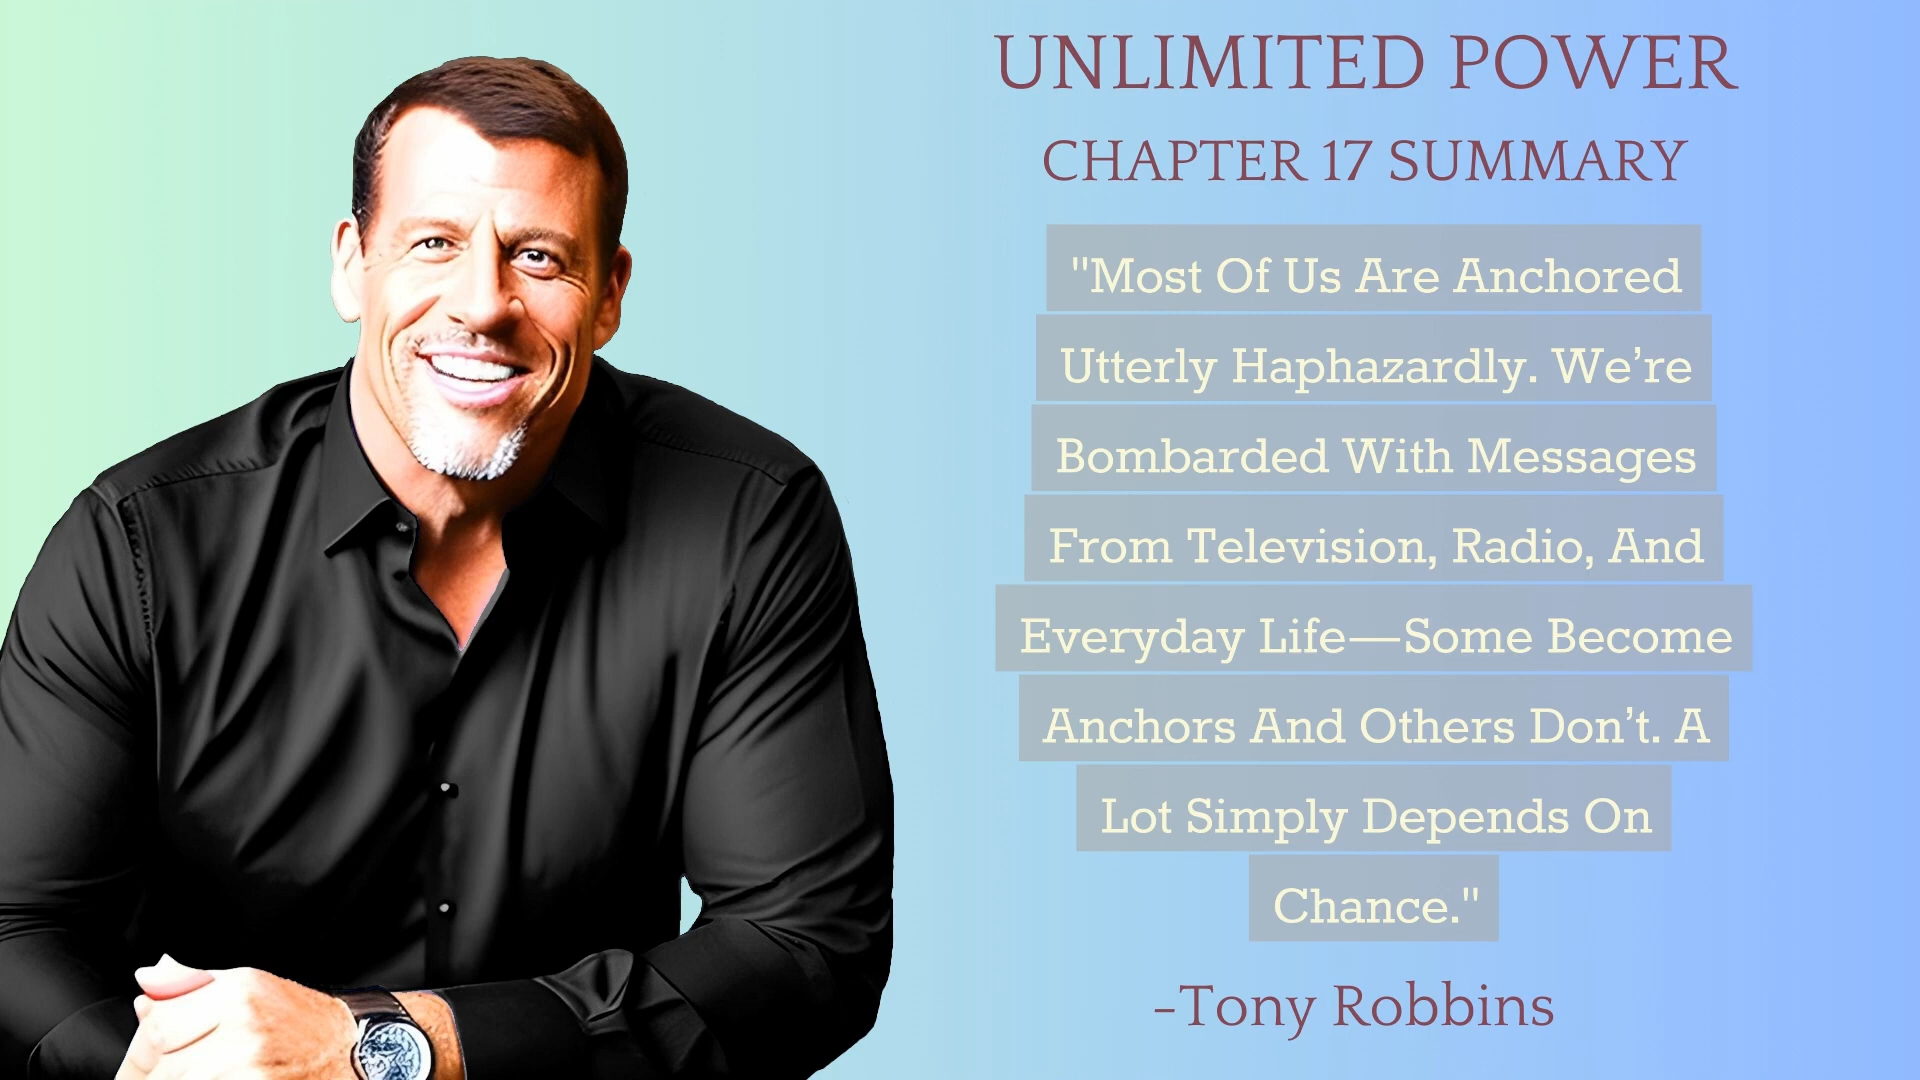 UNLIMITED POWER
CHAPTER 17 SUMMARY
"Most Of Us Are Anchored
Utterly Haphazardly. We’re
Bombarded With Messages
From Television, Radio, And
Everyday Life—Some Become
Anchors And Others Don’t. A
Lot Simply Depends On
Chance."
-Tony Robbins